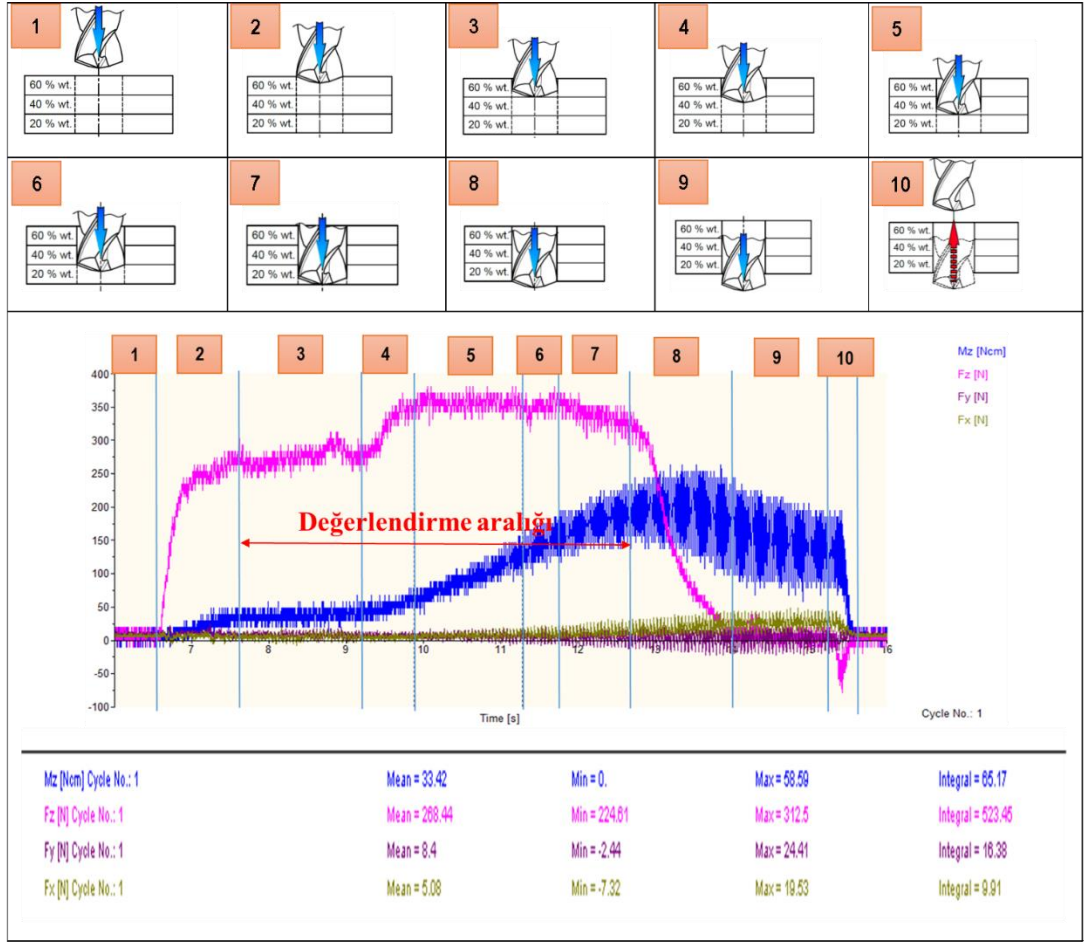 1
2
3
4
5
60 % wt.
40 % wt.
20 % wt.
60 % wt.
40 % wt.
20 % wt.
60 % wt.
40 % wt.
20 % wt.
60 % wt.
40 % wt.
20 % wt.
60 % wt.
40 % wt.
20 % wt.
6
7
8
9
10
60 % wt.
40 % wt.
20 % wt.
60 % wt.
40 % wt.
20 % wt.
60 % wt.
40 % wt.
20 % wt.
60 % wt.
40 % wt.
20 % wt.
60 % wt.
40 % wt.
20 % wt.
1 2 3 4 5 6 7 8 9 10
Mz [Ncm]
Fz [N]
Fy [N]
Fx [N]
400
350
300
250
200
150
100
50
0
-50
-100
Değerlendirme aralığı
7 8 9 10 11 12 13 14 15 16
Time [s]
Cycle No.: 1
Mz [Ncm] Cycle No.: 1 Mean = 33.42 Min = 0. Max = 58.59 Integral = 65.17
Fz [N] Cycle No.: 1 Mean = 268.44 Min = 224.61 Max = 312.5 Integral = 523.45
Fy [N] Cycle No.: 1 Mean = 8.4 Min = -2.44 Max = 24.41 Integral = 16.38
Fx [N] Cycle No.: 1 Mean = 5.08 Min = -7.32 Max = 19.53 Integral = 9.91